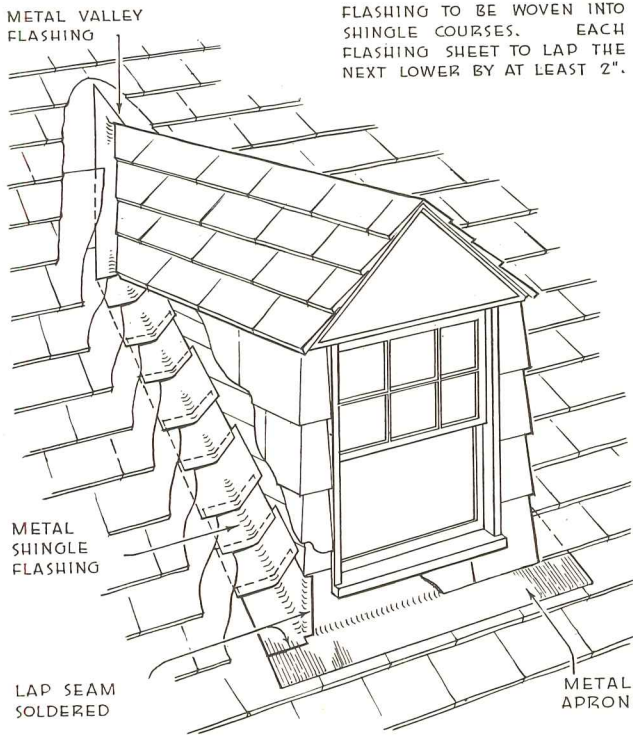 METAL VALLEY
FLASHING
FLASHING TO BE WOVEN INTO
SHINGLE COURSES. EACH
FLASHING SHEET TO LAP THE
NEXT LOWER BY AT LEAST 2".
METAL
SHINGLE
FLASHING
LAP SEAM
SOLDERED
METAL
APRON